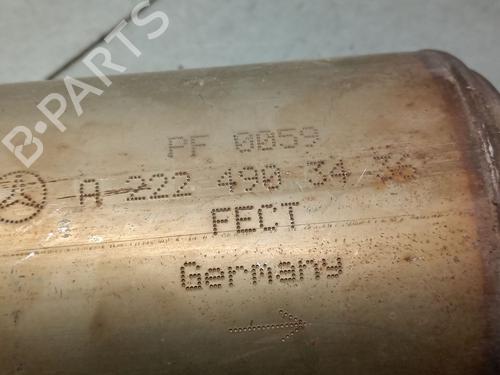 B-PARTS
PF 0059
A 222 490 34 36
FECT
Germany